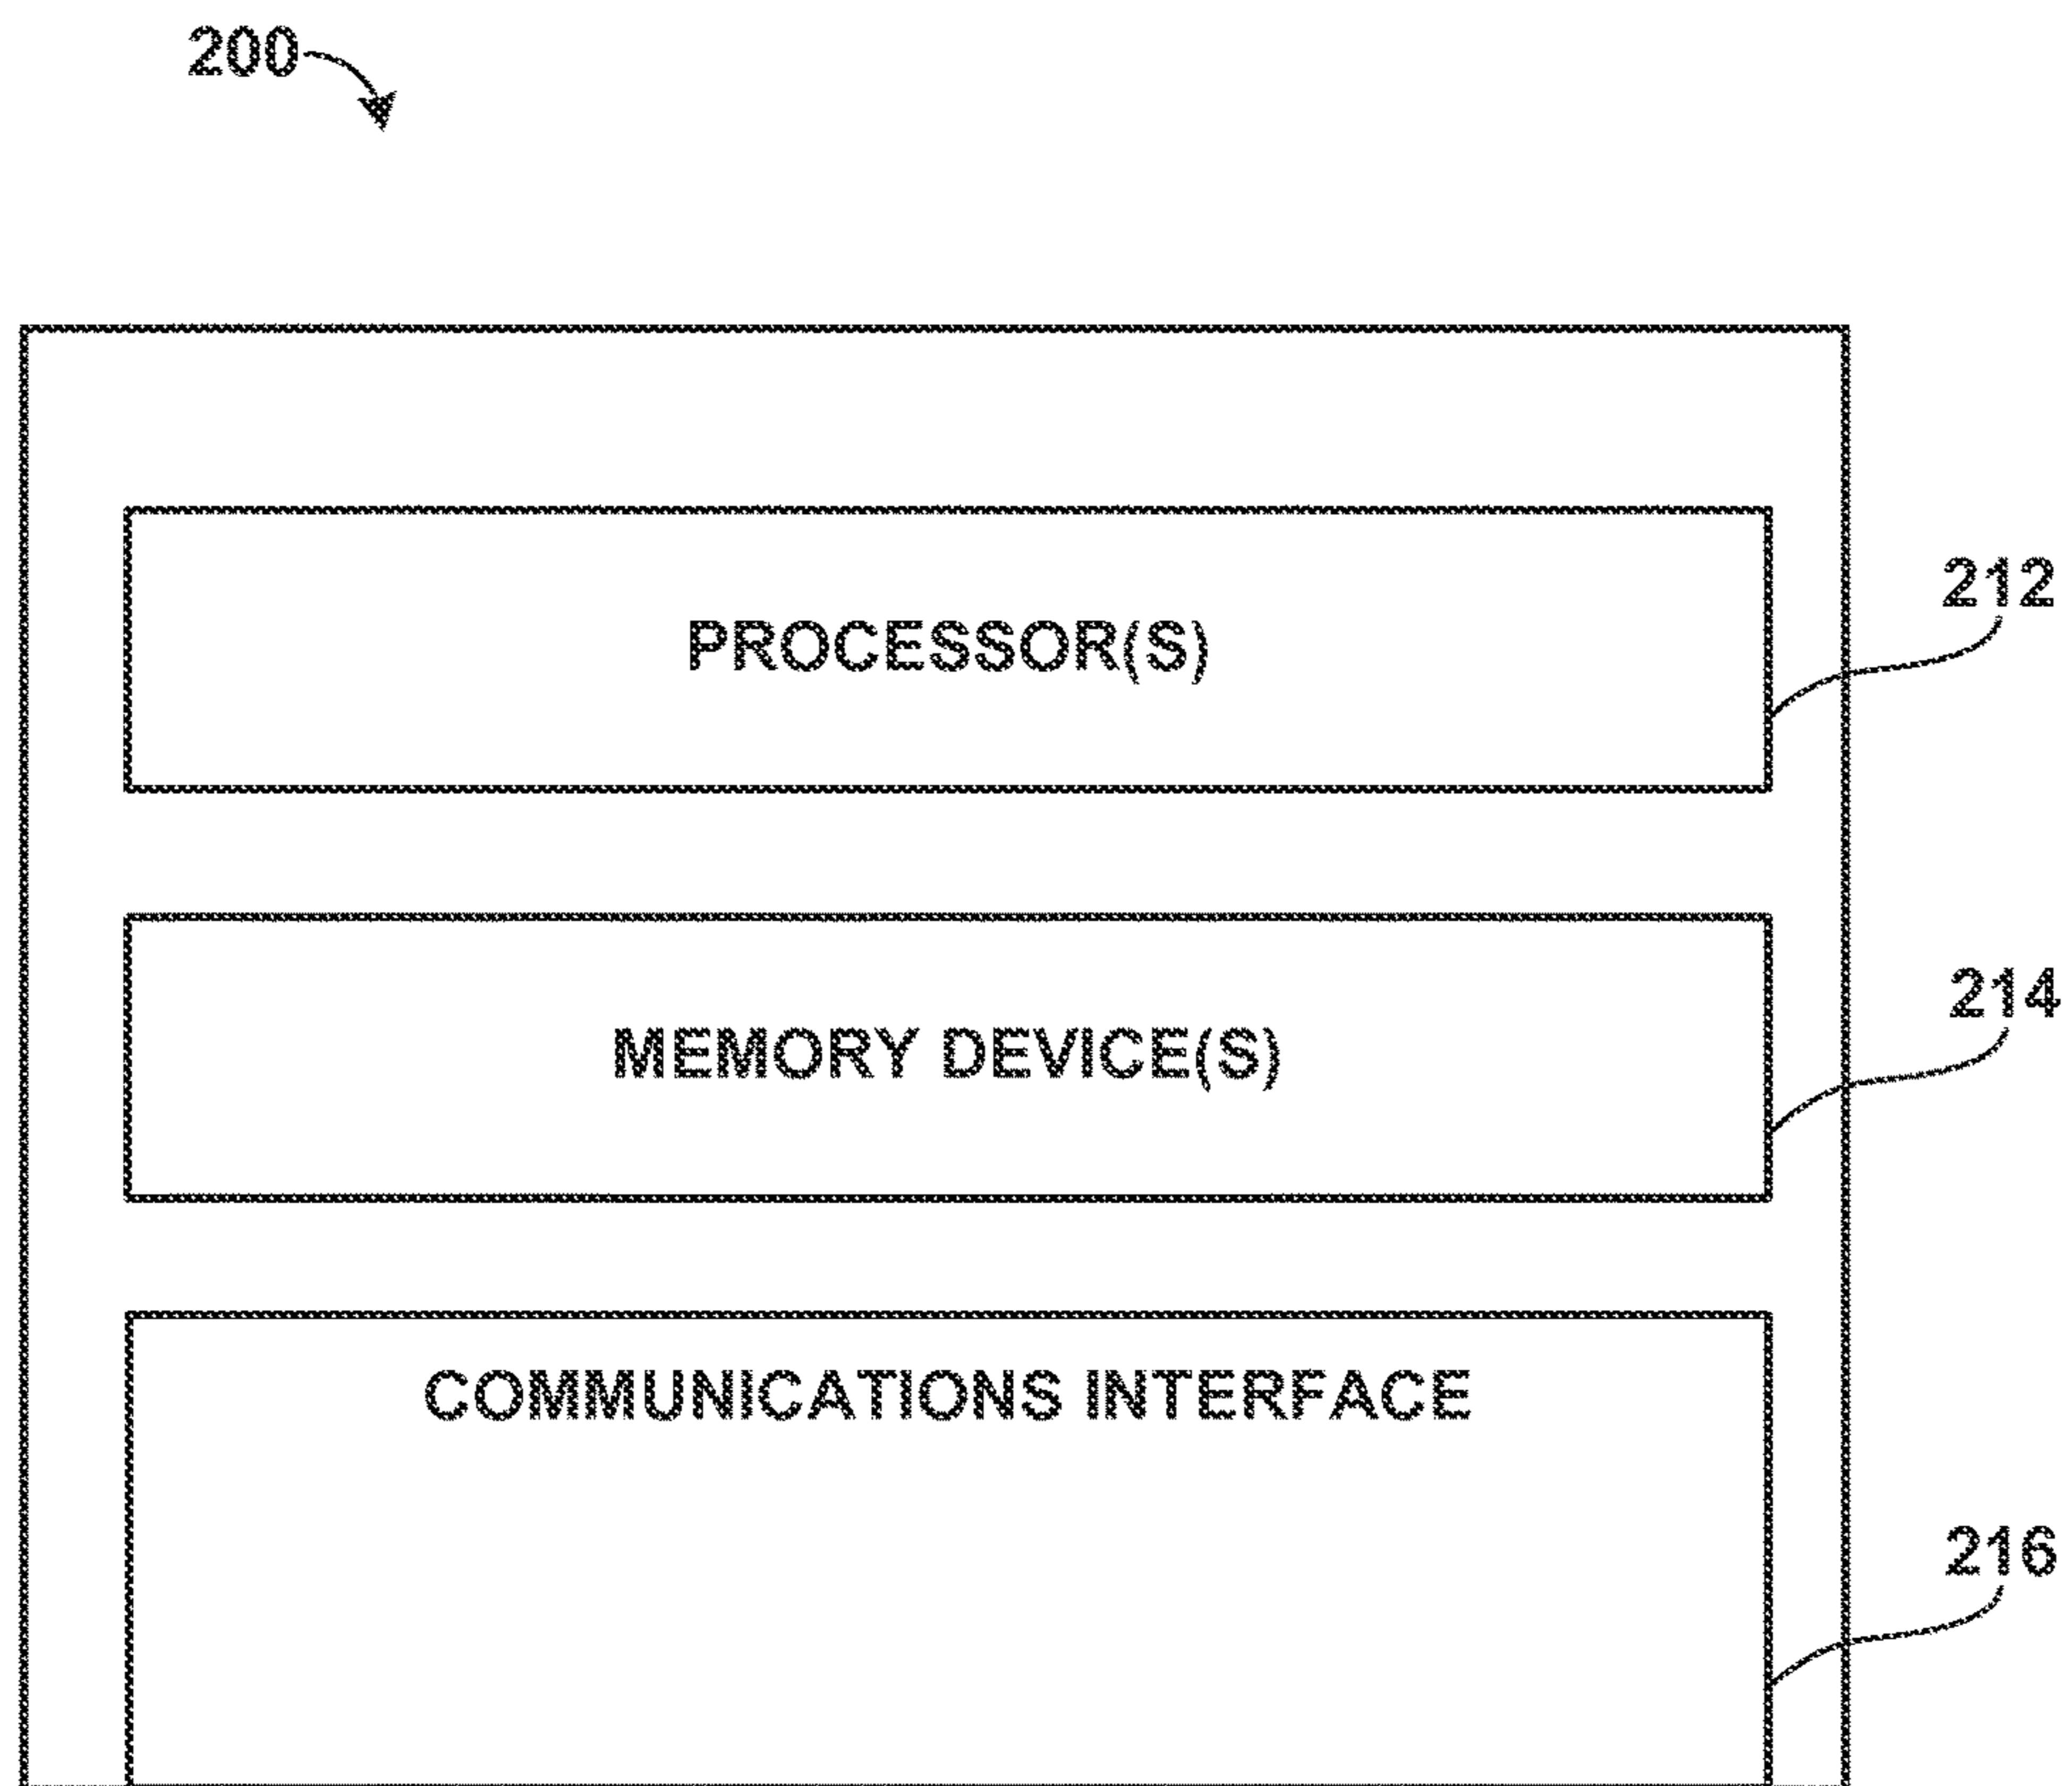 200
PROCESSOR(S)
212
MEMORY DEVICE(S)
214
COMMUNICATIONS INTERFACE
216